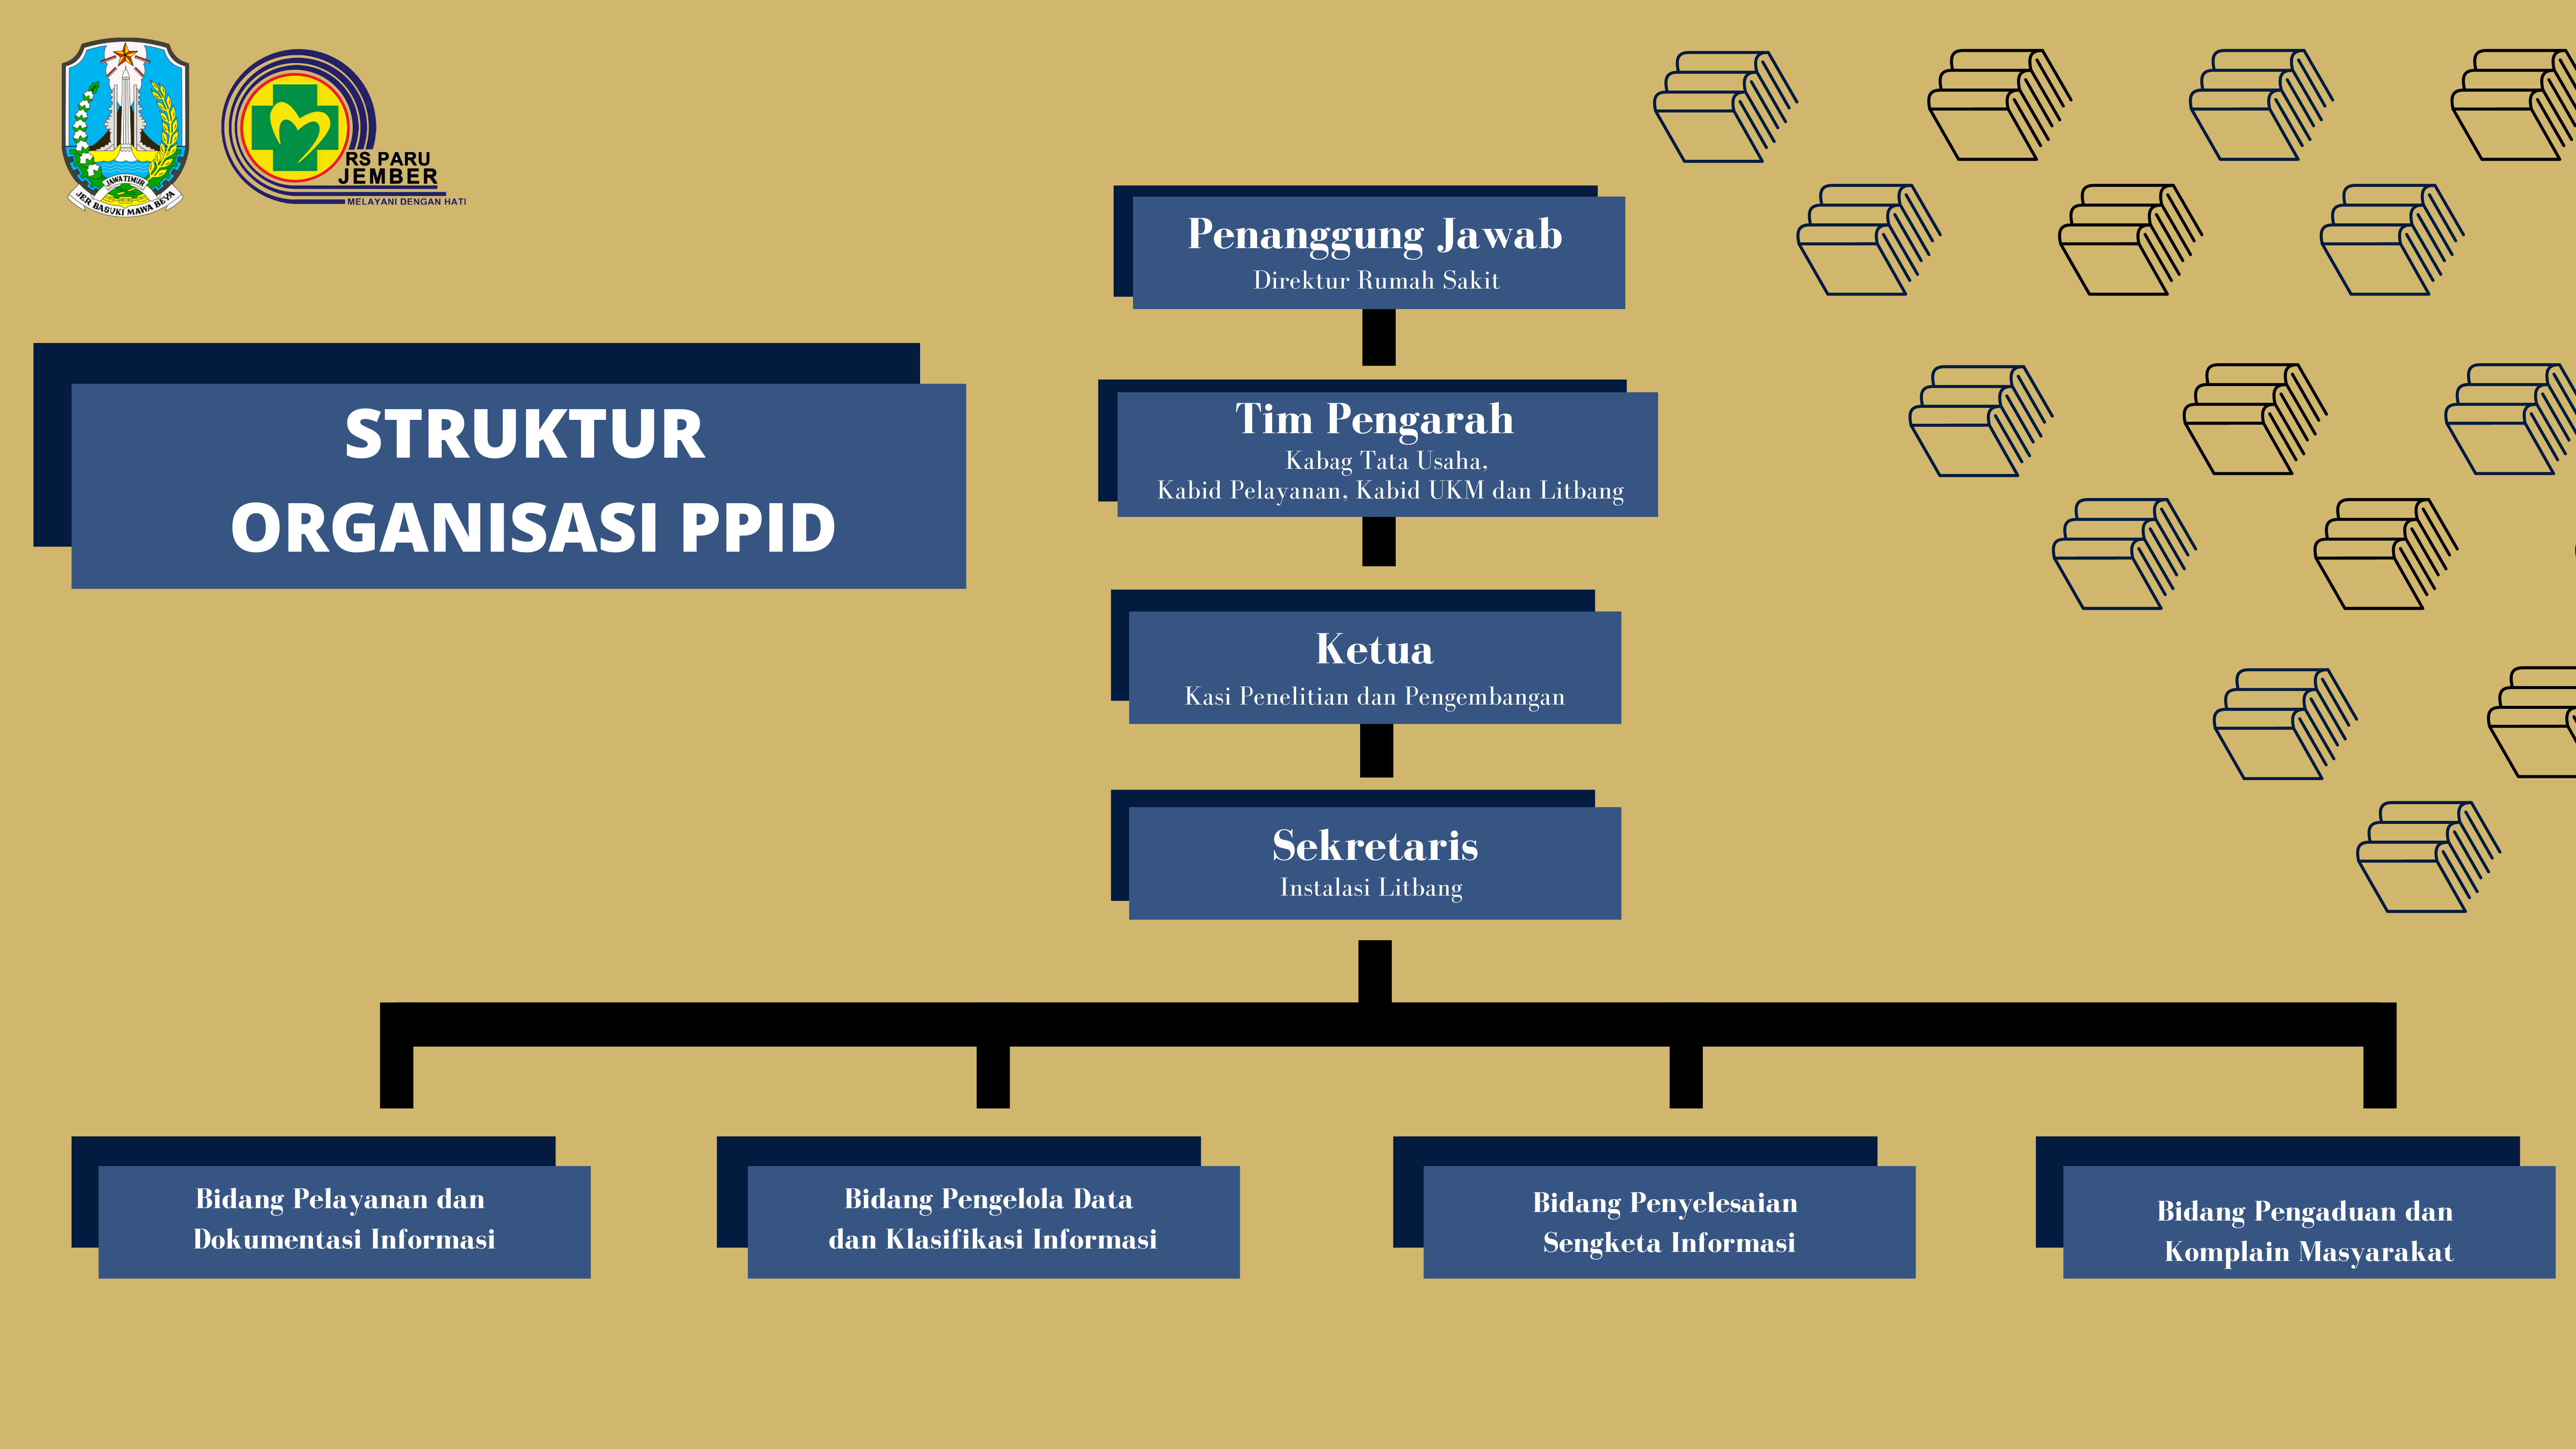 JAWA TIMUR
JER BASUKI MAWA BEYA
RS PARU
JEMBER
MELAYANI DENGAN HATI
STRUKTUR
ORGANISASI PPID
Penanggung Jawab
Direktur Rumah Sakit
Tim Pengarah
Kabag Tata Usaha,
Kabid Pelayanan, Kabid UKM dan Litbang
Ketua
Kasi Penelitian dan Pengembangan
Sekretaris
Instalasi Litbang
Bidang Pelayanan dan
Dokumentasi Informasi
Bidang Pengelola Data
dan Klasifikasi Informasi
Bidang Penyelesaian
Sengketa Informasi
Bidang Pengaduan dan
Komplain Masyarakat